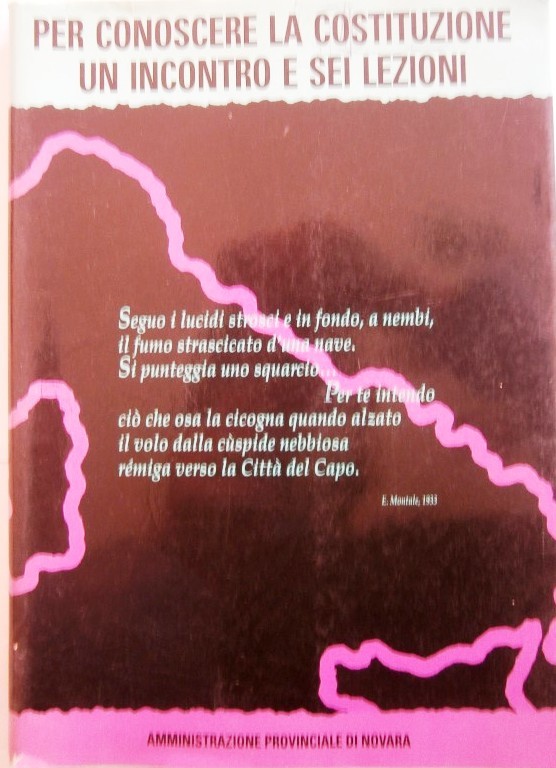 PER CONOSCERE LA COSTITUZIONE
UN INCONTRO E SEI LEZIONI
Seguo i lucidi strosci e in fondo, a nembi,
il fumo strascicato d'una nave.
Si punteggia uno squarcio...
Per te intendo
ciò che osa la cicogna quando alzato
il volo dalla cùspide nebbiosa
rémiga verso la Città del Capo.
E. Montale, 1933
AMMINISTRAZIONE PROVINCIALE DI NOVARA